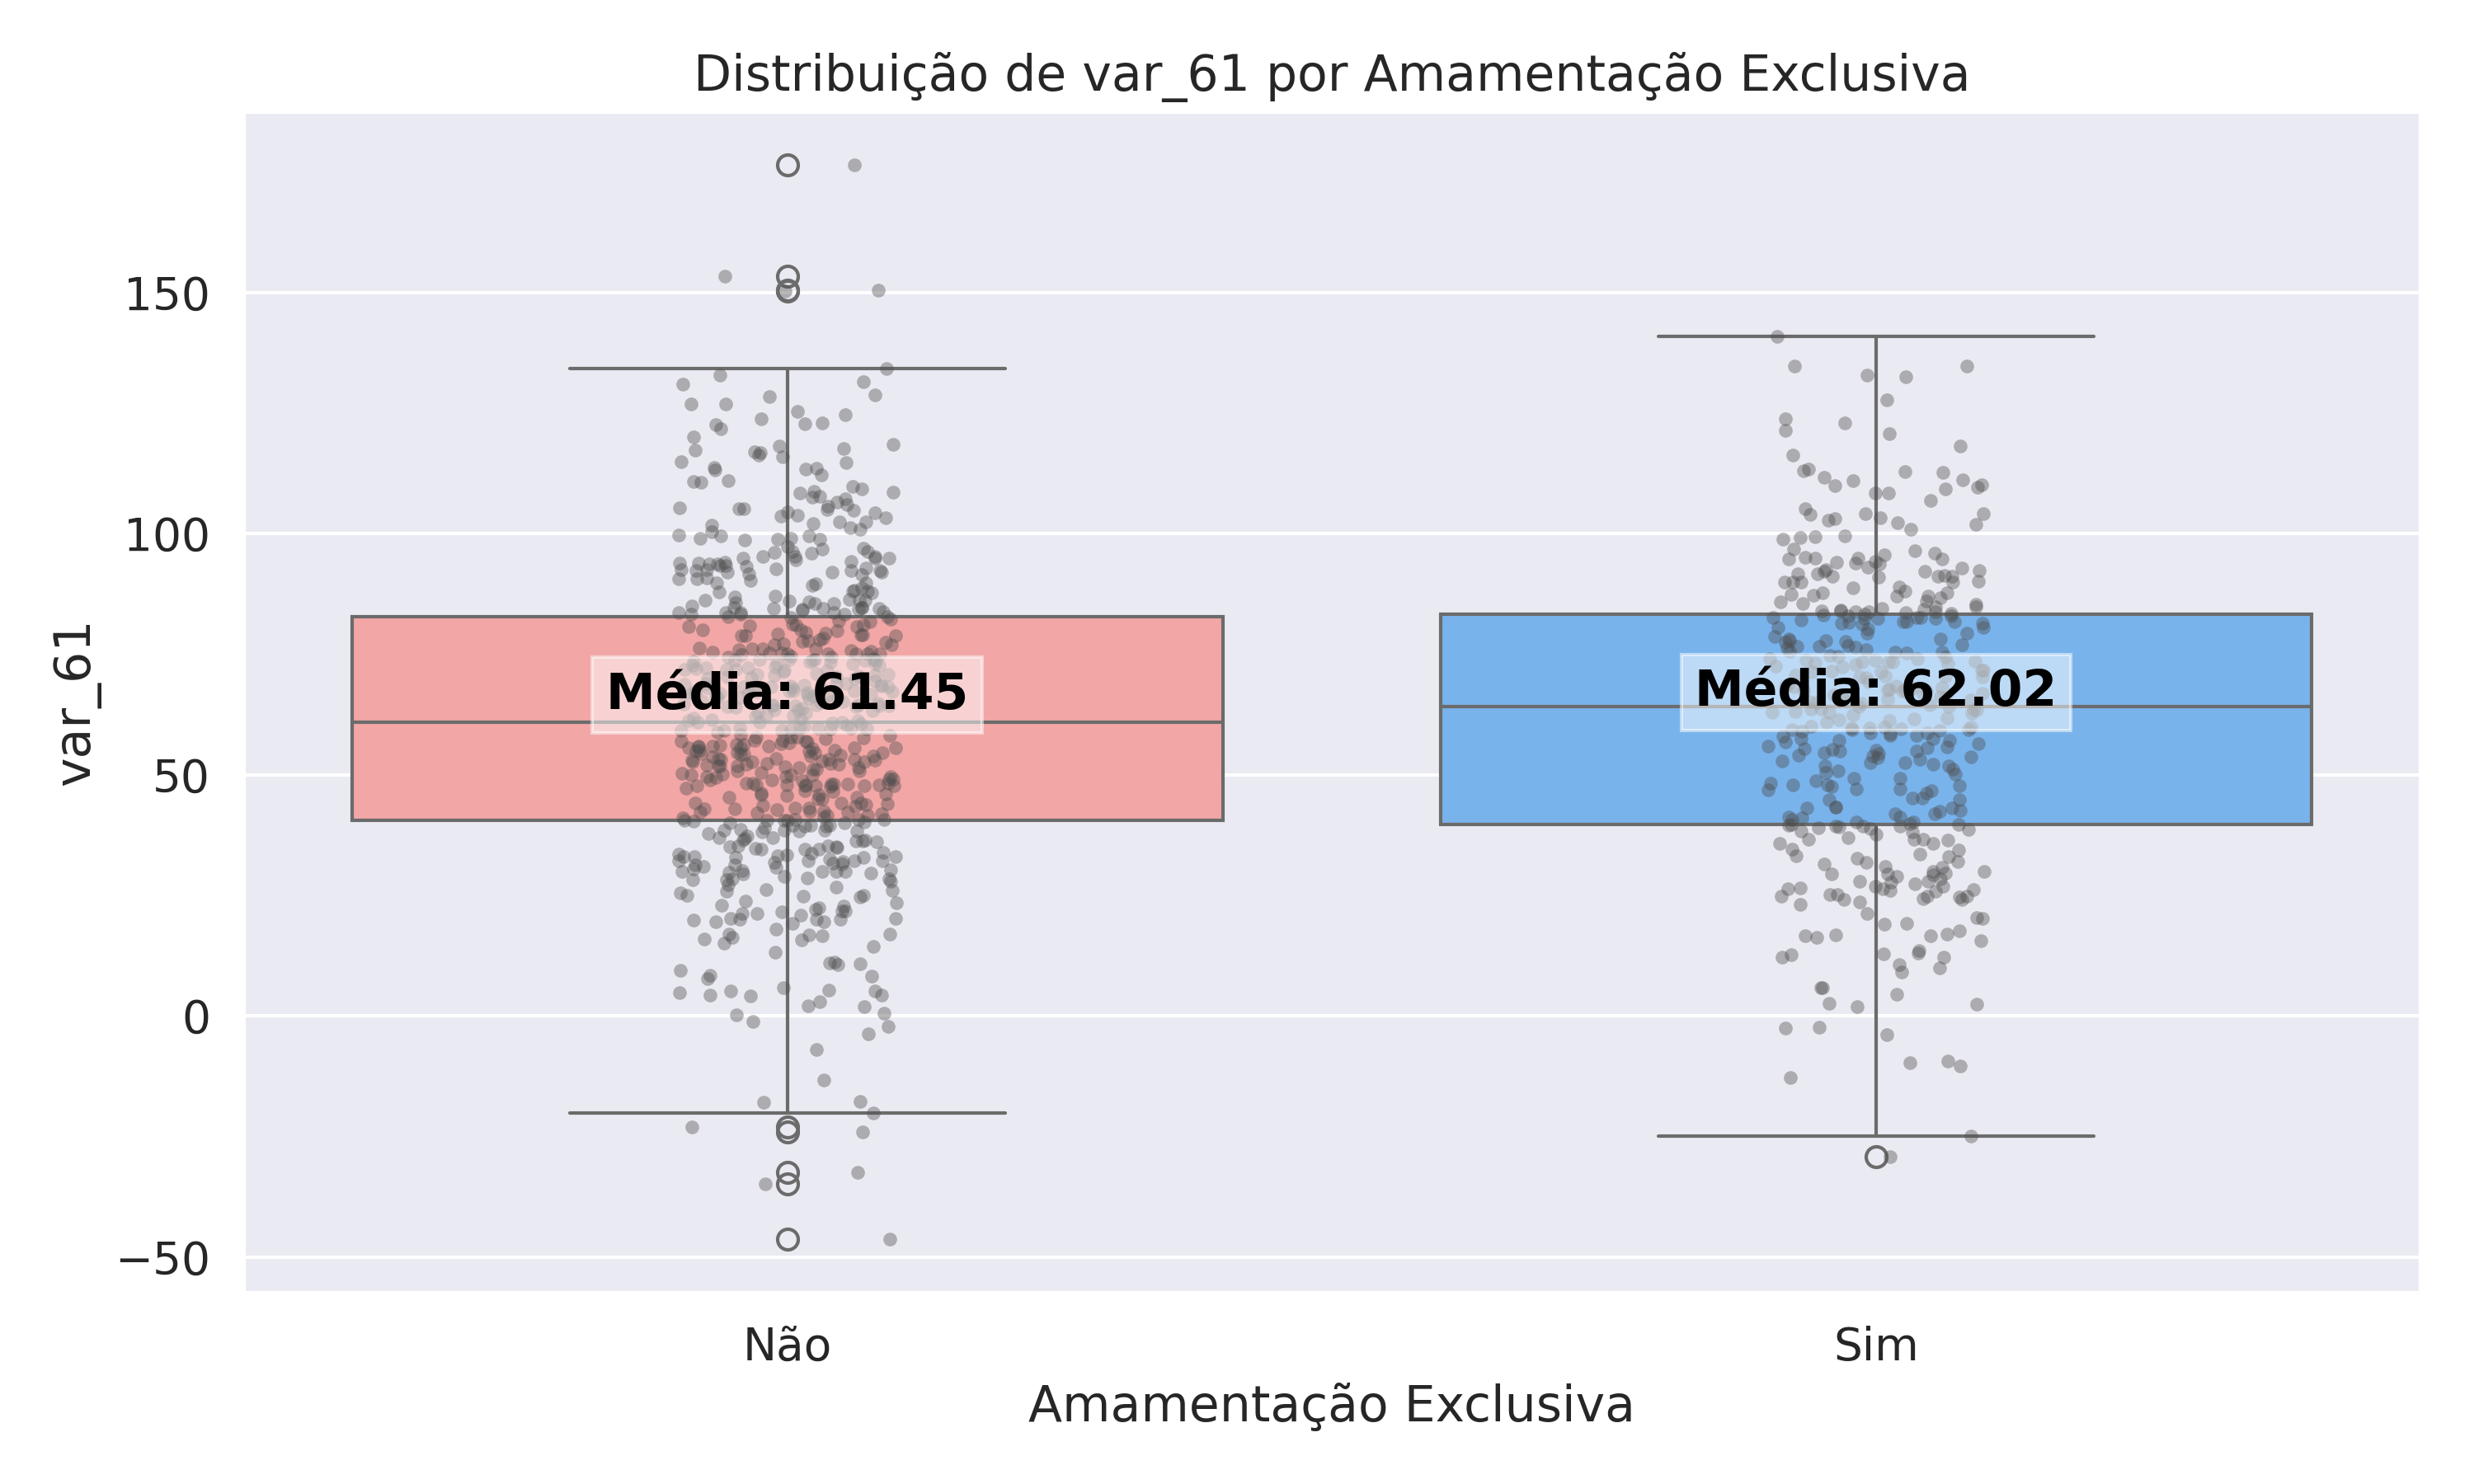 Distribuição de var_61 por Amamentação Exclusiva
var_61
150
100
50
0
−50
Média: 61.45
Média: 62.02
Não
Sim
Amamentação Exclusiva